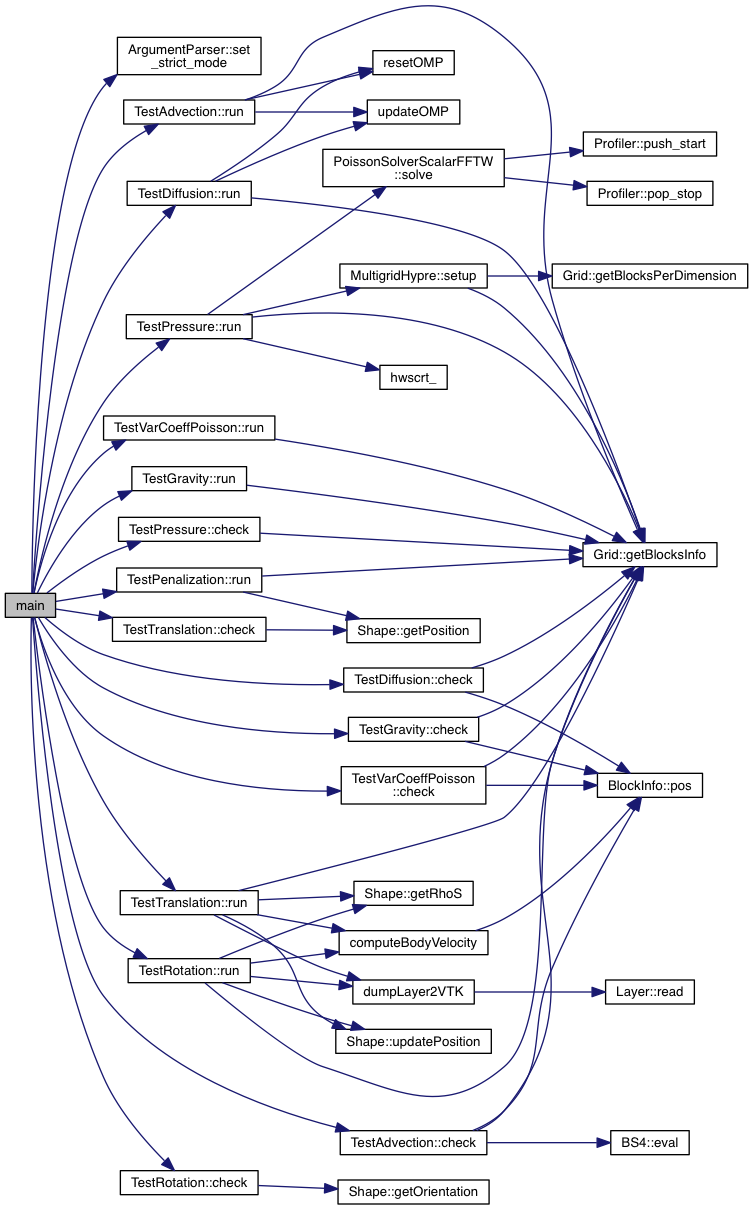 ArgumentParser::set
_strict_mode
resetOMP
TestAdvection::run
updateOMP
Profiler::push_start
PoissonSolverScalarFFTW
::solve
TestDiffusion::run
Profiler::pop_stop
MultigridHypre::setup
Grid::getBlocksPerDimension
TestPressure::run
hwscrt_
TestVarCoeffPoisson::run
TestGravity::run
TestPressure::check
Grid::getBlocksInfo
TestPenalization::run
main
TestTranslation::check
Shape::getPosition
TestDiffusion::check
TestGravity::check
TestVarCoeffPoisson
::check
BlockInfo::pos
Shape::getRhoS
TestTranslation::run
computeBodyVelocity
TestRotation::run
dumpLayer2VTK
Layer::read
Shape::updatePosition
TestAdvection::check
BS4::eval
TestRotation::check
Shape::getOrientation